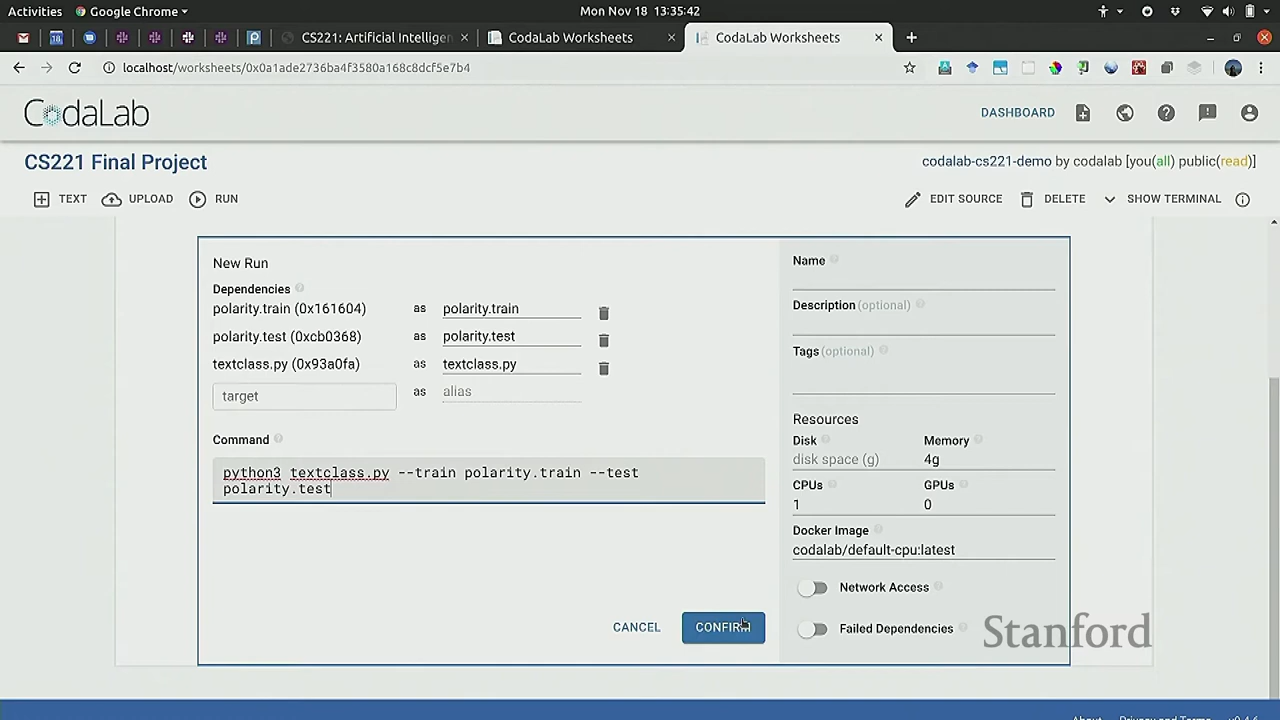 Activities
Google Chrome
Mon Nov 18 13:35:42
CS221: Artificial Intelligen
CodaLab Worksheets
CodaLab Worksheets
localhost/worksheets/0x0a1ade2736ba4f3580a168c8dcf5e7b4
CodaLab
DASHBOARD
CS221 Final Project
codalab-cs221-demo by codalab [you(all) public(read)]
TEXT
UPLOAD
RUN
EDIT SOURCE
DELETE
SHOW TERMINAL
New Run
Dependencies
polarity.train (0x161604) as polarity.train
polarity.test (0xcb0368) as polarity.test
textclass.py (0x93a0fa) as textclass.py
target as alias
Command
python3 textclass.py --train polarity.train --test
polarity.test
CANCEL
CONFIRM
Name
Description (optional)
Tags (optional)
Resources
Disk
Memory
disk space (g)
4g
CPUs
GPUs
1
0
Docker Image
codalab/default-cpu:latest
Network Access
Failed Dependencies
Stanford